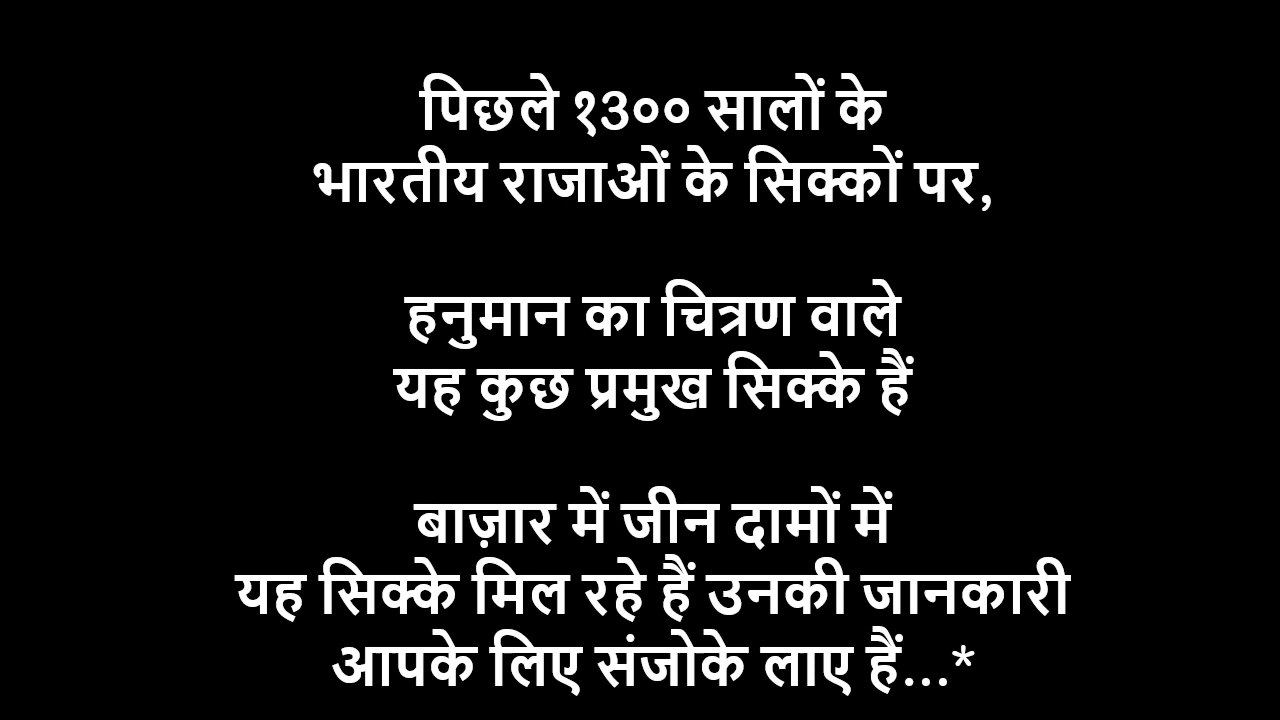 पिछले १३०० सालों के
भारतीय राजाओं के सिक्कों पर,
हनुमान का चित्रण वाले
यह कुछ प्रमुख सिक्के हैं
बाज़ार में जीन दामों में
यह सिक्के मिल रहे हैं उनकी जानकारी
आपके लिए संजोके लाए हैं...*